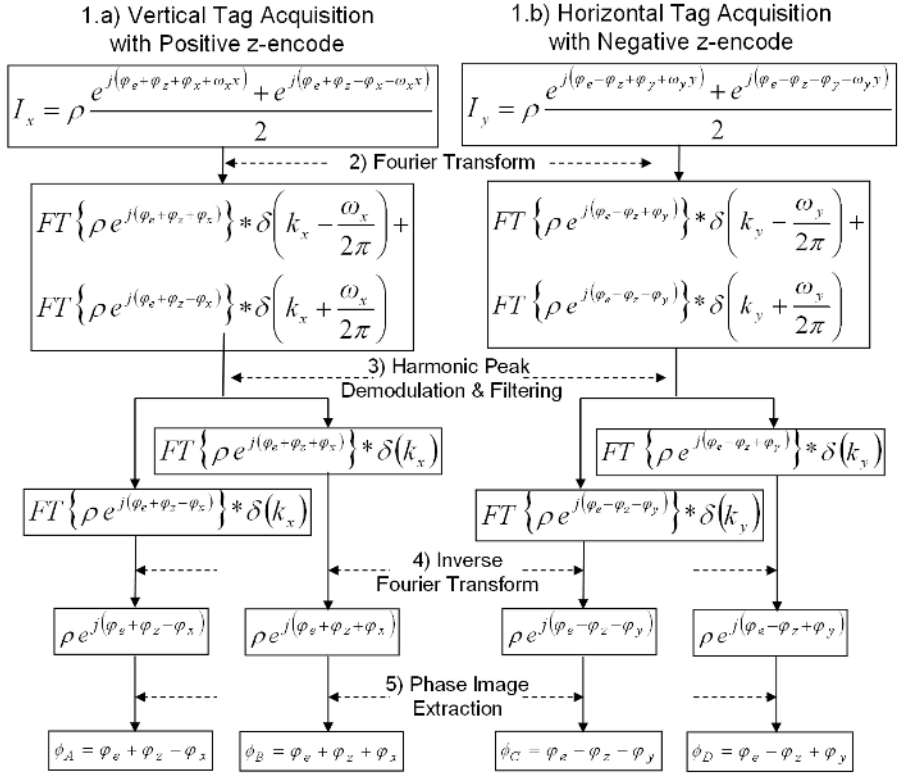 1.a) Vertical Tag Acquisition
with Positive z-encode
1.b) Horizontal Tag Acquisition
with Negative z-encode
I_x = ρ (e^{j(φ_e+φ_z+φ_x+ω_x x)} + e^{j(φ_e+φ_z−φ_x−ω_x x)}) / 2
I_y = ρ (e^{j(φ_e−φ_z+φ_y+ω_y y)} + e^{j(φ_e−φ_z−φ_y−ω_y y)}) / 2
2) Fourier Transform
FT{ρ e^{j(φ_e+φ_z+φ_x)}} * δ(k_x − ω_x/2π) +
FT{ρ e^{j(φ_e+φ_z−φ_x)}} * δ(k_x + ω_x/2π)
FT{ρ e^{j(φ_e−φ_z+φ_y)}} * δ(k_y − ω_y/2π) +
FT{ρ e^{j(φ_e−φ_z−φ_y)}} * δ(k_y + ω_y/2π)
3) Harmonic Peak
Demodulation & Filtering
FT{ρ e^{j(φ_e+φ_z+φ_x)}} * δ(k_x)
FT{ρ e^{j(φ_e+φ_z−φ_x)}} * δ(k_x)
FT{ρ e^{j(φ_e−φ_z+φ_y)}} * δ(k_y)
FT{ρ e^{j(φ_e−φ_z−φ_y)}} * δ(k_y)
4) Inverse
Fourier Transform
ρ e^{j(φ_e+φ_z−φ_x)}
ρ e^{j(φ_e+φ_z+φ_x)}
ρ e^{j(φ_e−φ_z−φ_y)}
ρ e^{j(φ_e−φ_z+φ_y)}
5) Phase Image
Extraction
ϕ_A = φ_e + φ_z − φ_x
ϕ_B = φ_e + φ_z + φ_x
ϕ_C = φ_e − φ_z − φ_y
ϕ_D = φ_e − φ_z + φ_y